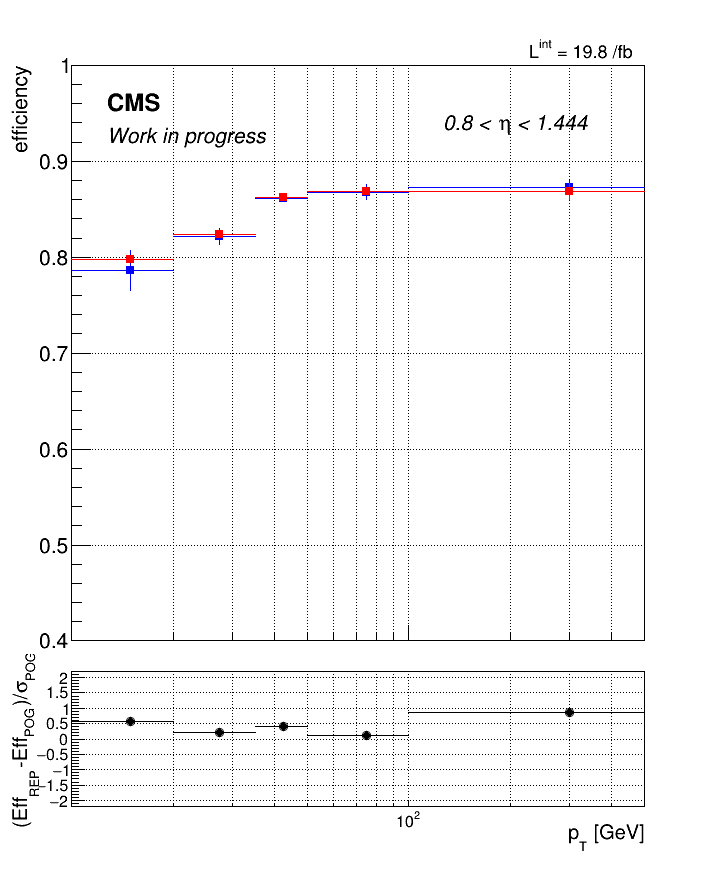 L^int = 19.8 /fb
efficiency
1
CMS
0.8 < η < 1.444
Work in progress
0.9
0.8
0.7
0.6
0.5
0.4
(Eff_REP -Eff_POG)/σ_POG
2
1.5
1
0.5
0
−0.5
−1
−1.5
−2
10²
p_T [GeV]